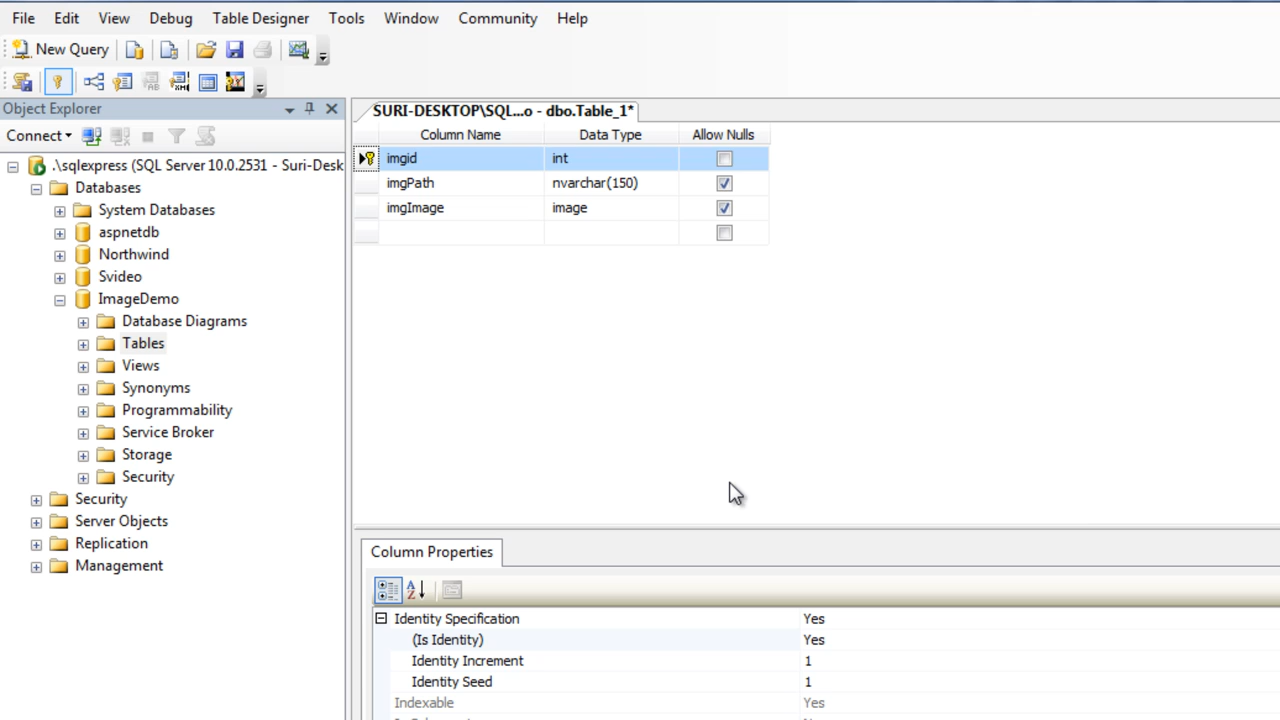 File Edit View Debug Table Designer Tools Window Community Help
New Query
Object Explorer
Connect
.\sqlexpress (SQL Server 10.0.2531 - Suri-Desk
Databases
System Databases
aspnetdb
Northwind
Svideo
ImageDemo
Database Diagrams
Tables
Views
Synonyms
Programmability
Service Broker
Storage
Security
Security
Server Objects
Replication
Management
SURI-DESKTOP\SQL...o - dbo.Table_1*
Column Name Data Type Allow Nulls
imgid int
imgPath nvarchar(150)
imgImage image
Column Properties
Identity Specification Yes
(Is Identity) Yes
Identity Increment 1
Identity Seed 1
Indexable Yes